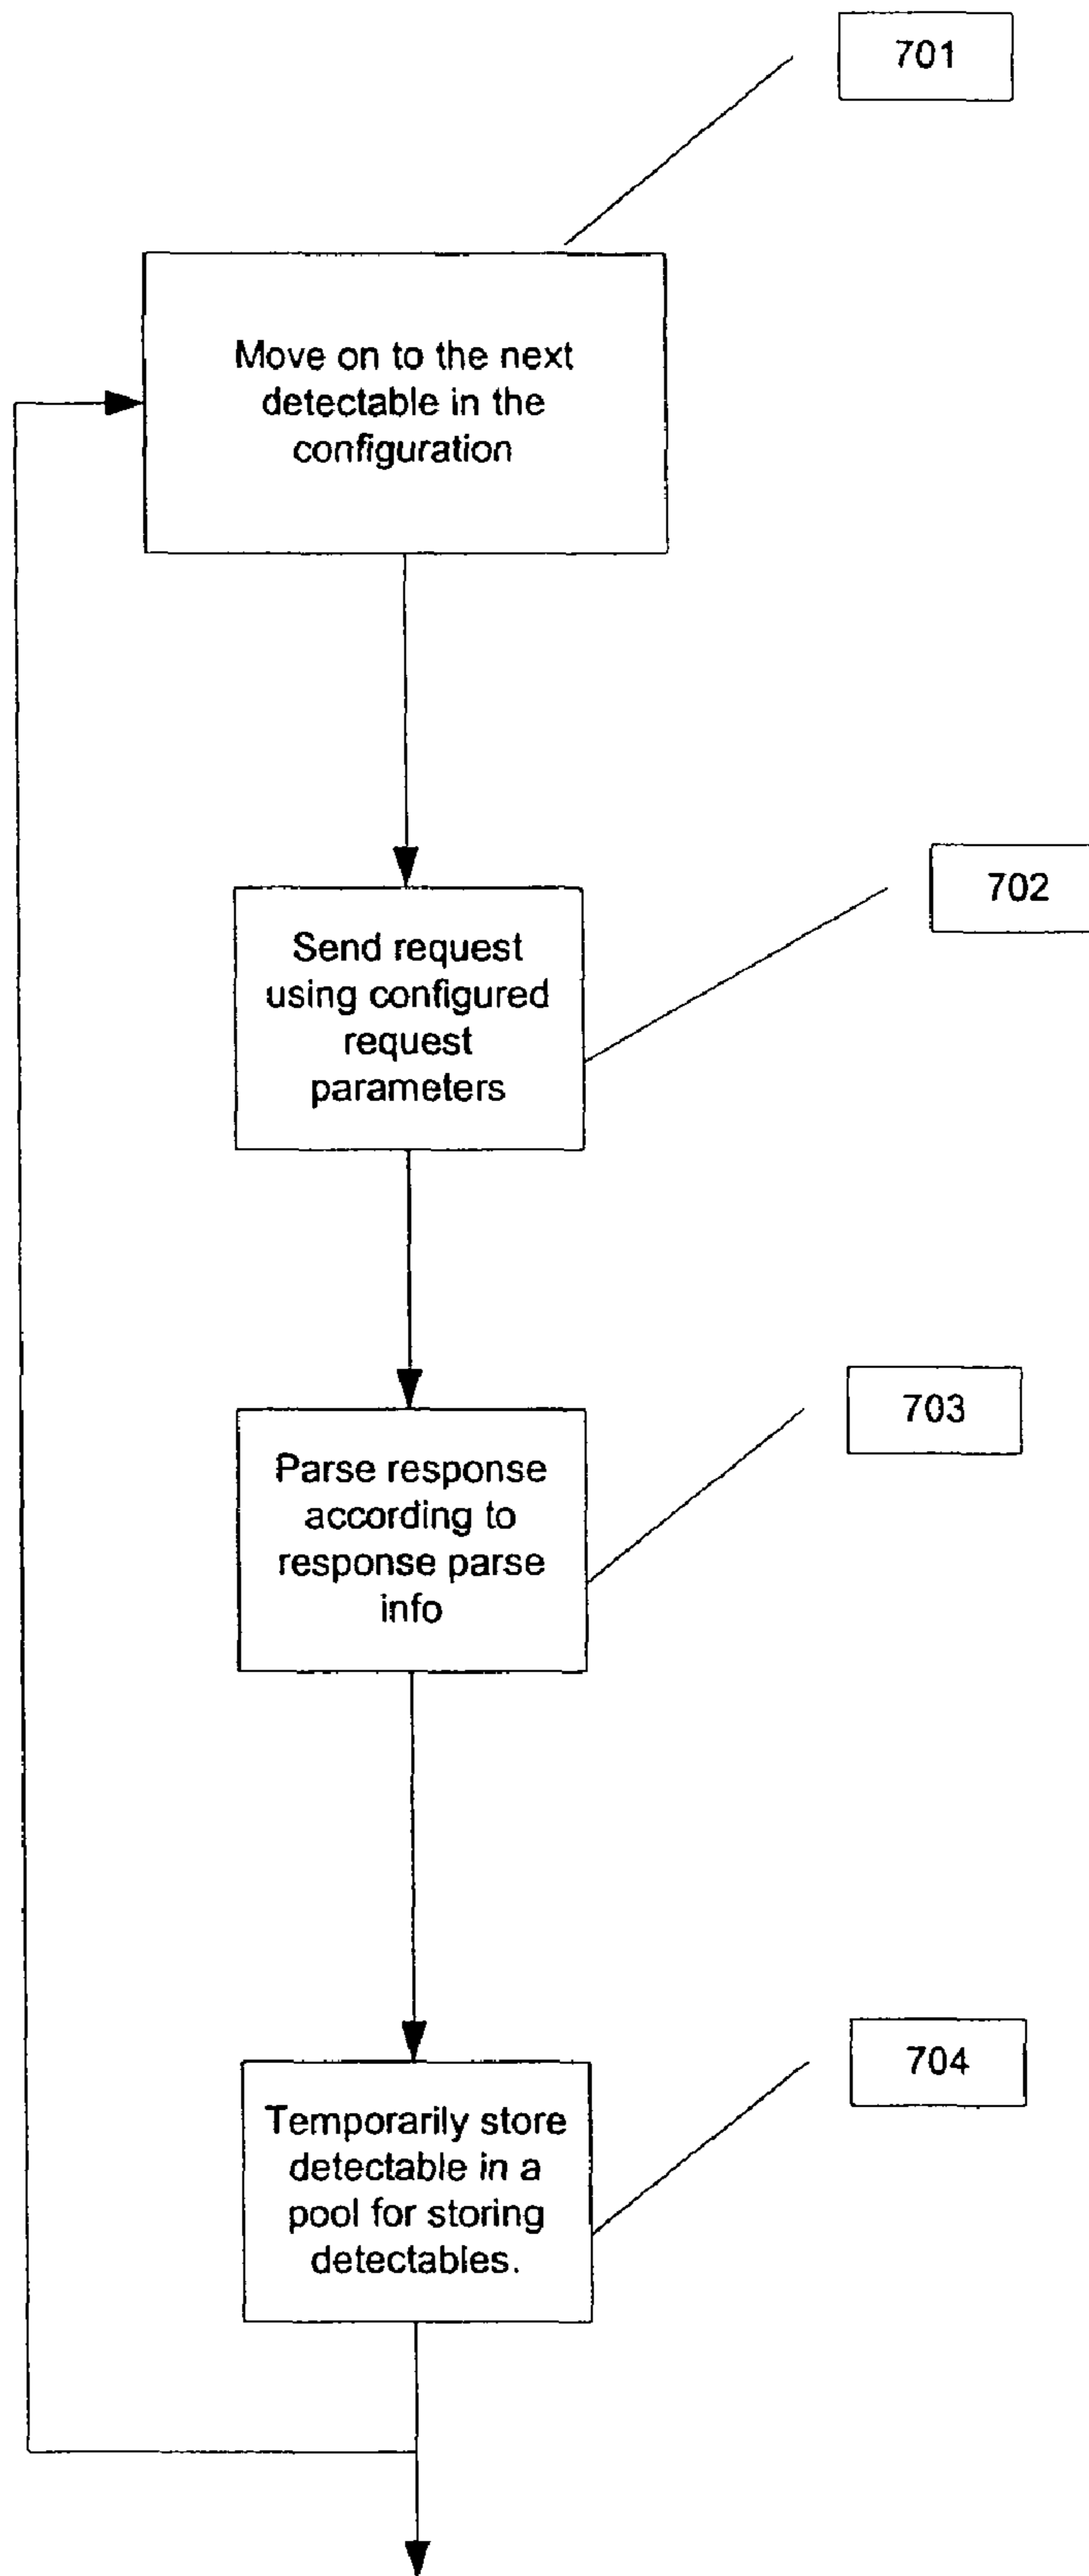 701
Move on to the next
detectable in the
configuration
702
Send request
using configured
request
parameters
703
Parse response
according to
response parse
info
704
Temporarily store
detectable in a
pool for storing
detectables.